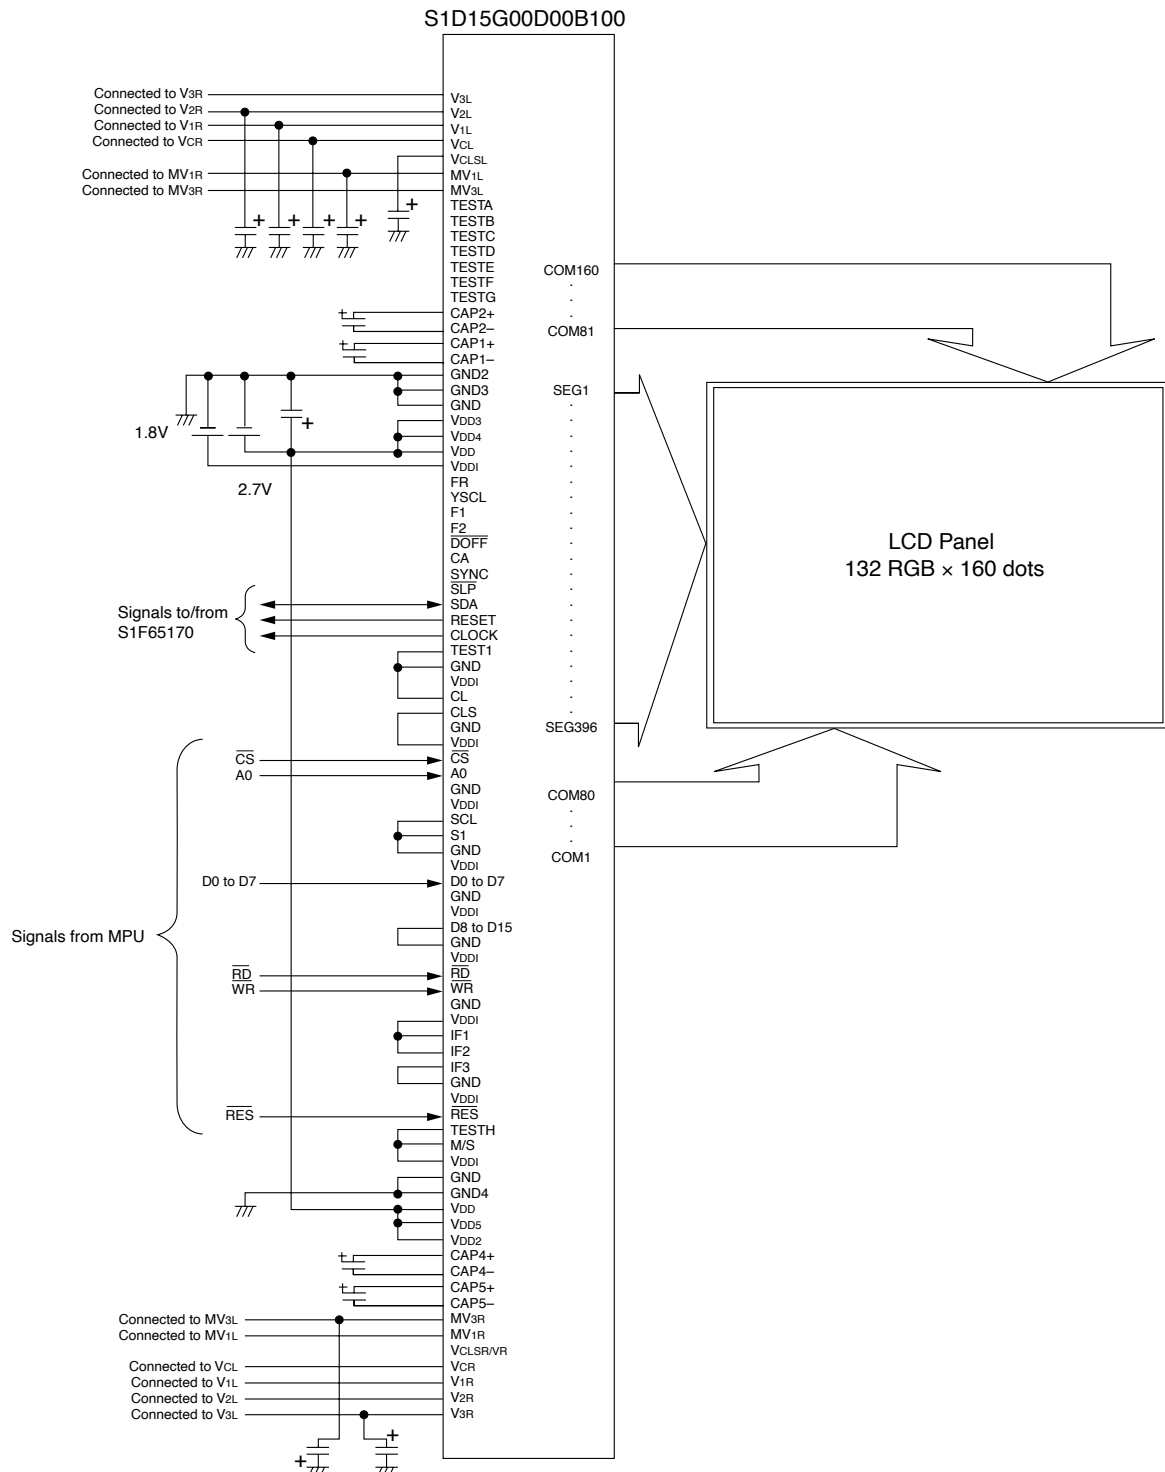 S1D15G00D00B100
Connected to V3R
Connected to V2R
Connected to V1R
Connected to VCR
Connected to MV1R
Connected to MV3R
V3L
V2L
V1L
VCL
VCLSL
MV1L
MV3L
TESTA
TESTB
TESTC
TESTD
TESTE
TESTF
TESTG
CAP2+
CAP2–
CAP1+
CAP1–
GND2
GND3
GND
VDD3
VDD4
VDD
VDDI
FR
YSCL
F1
F2
DOFF
CA
SYNC
SLP
SDA
RESET
CLOCK
TEST1
GND
VDDI
CL
CLS
GND
VDDI
CS
A0
GND
VDDI
SCL
S1
GND
VDDI
D0 to D7
GND
VDDI
D8 to D15
GND
VDDI
RD
WR
GND
VDDI
IF1
IF2
IF3
GND
VDDI
RES
TESTH
M/S
VDDI
GND
GND4
VDD
VDD5
VDD2
CAP4+
CAP4–
CAP5+
CAP5–
MV3R
MV1R
VCLSR/VR
VCR
V1R
V2R
V3R
+ + + + +
+
+
1.8V
+
2.7V
Signals to/from
S1F65170
CS
A0
D0 to D7
Signals from MPU
RD
WR
RES
+
+
Connected to MV3L
Connected to MV1L
Connected to VCL
Connected to V1L
Connected to V2L
Connected to V3L
+
+
COM160
COM81
SEG1
SEG396
COM80
COM1
LCD Panel
132 RGB × 160 dots